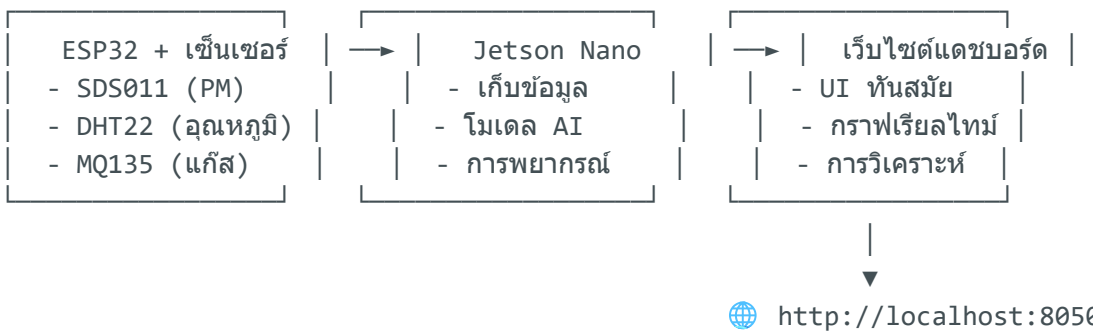 ESP32 + เซ็นเซอร์ → Jetson Nano → เว็บไซต์แดชบอร์ด
- SDS011 (PM) - เก็บข้อมูล - UI ทันสมัย
- DHT22 (อุณหภูมิ) - โมเดล AI - กราฟเรียลไทม์
- MQ135 (แก๊ส) - การพยากรณ์ - การวิเคราะห์
🌐 http://localhost:8050